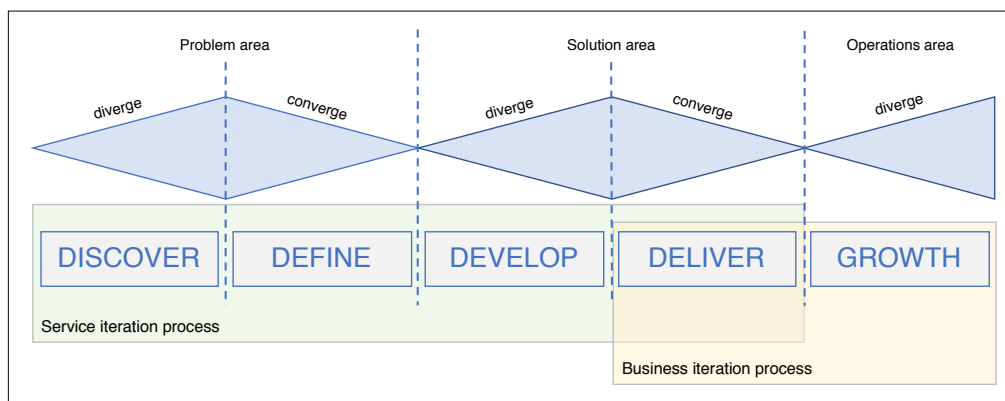 Problem area
Solution area
Operations area
diverge
converge
diverge
converge
diverge
DISCOVER
DEFINE
DEVELOP
DELIVER
GROWTH
Service iteration process
Business iteration process